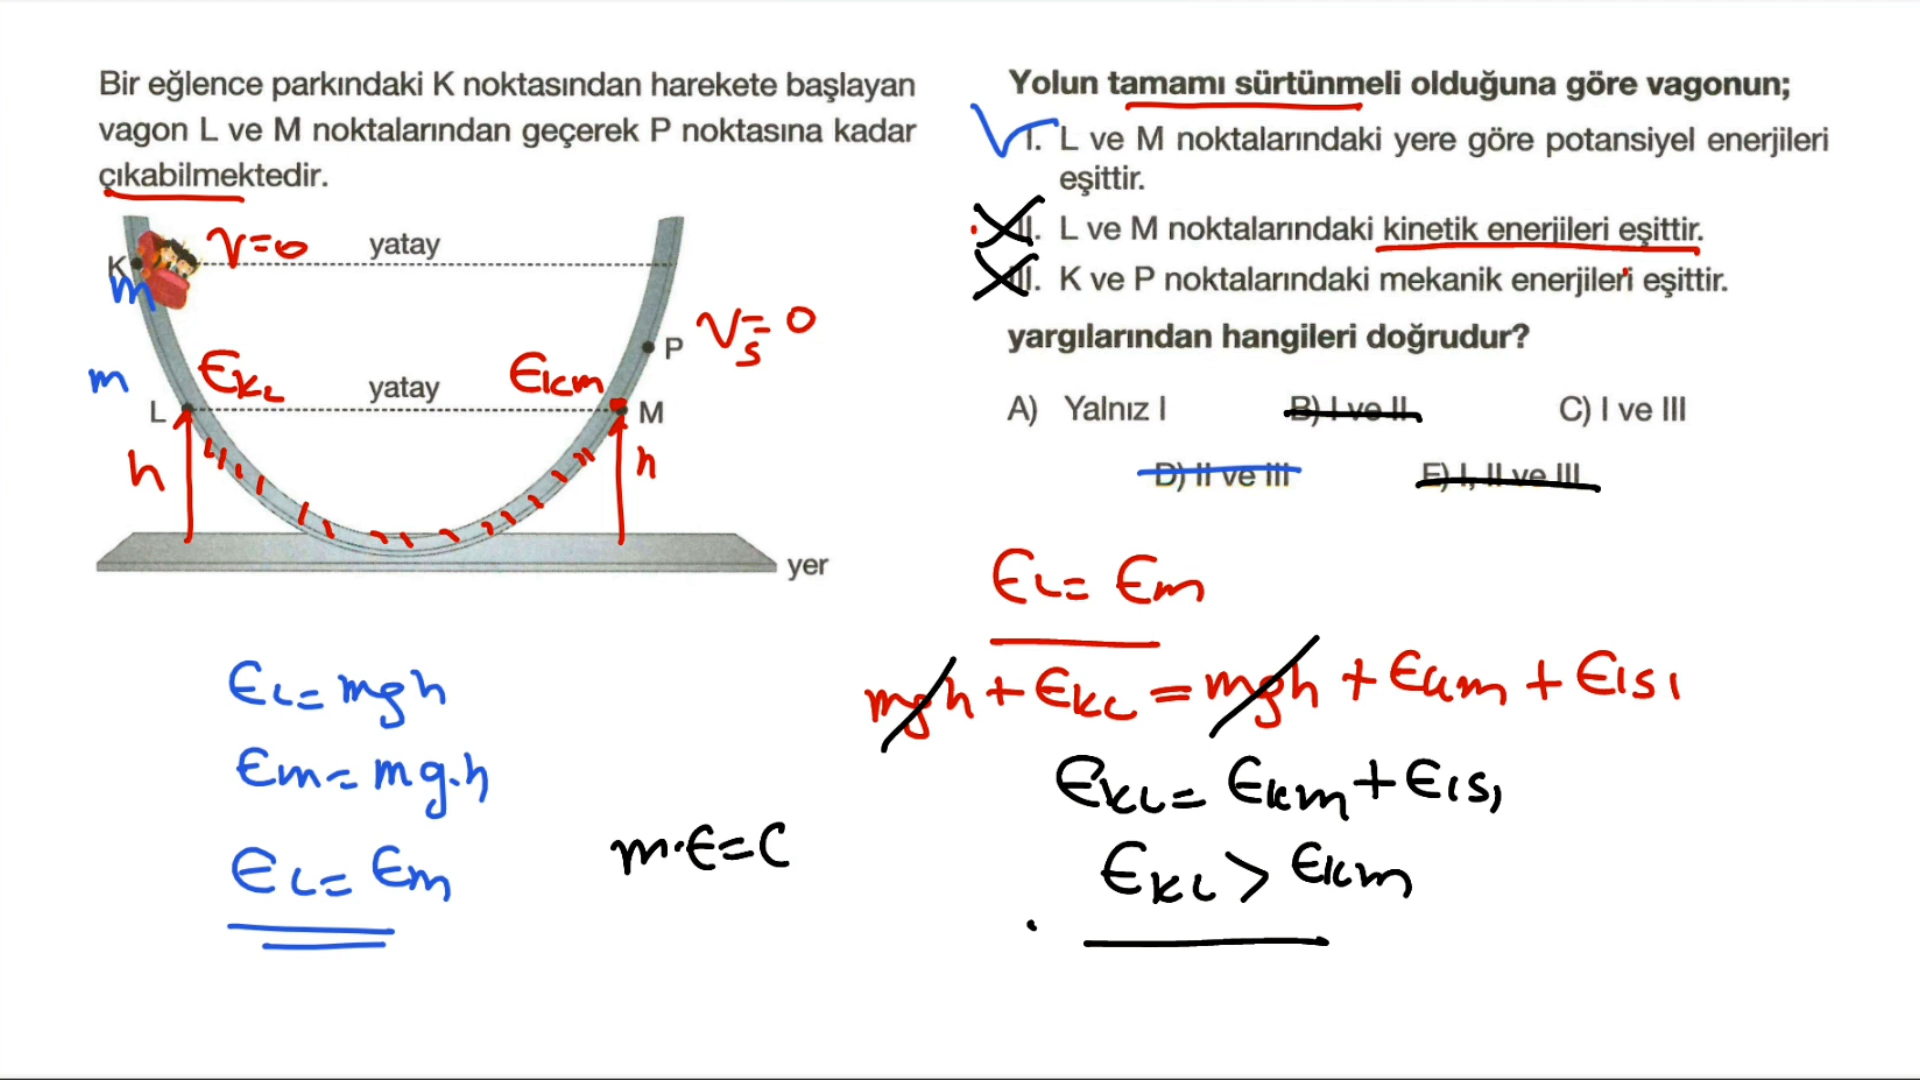 Bir eğlence parkındaki K noktasından harekete başlayan
vagon L ve M noktalarından geçerek P noktasına kadar
çıkabilmektedir.
K
m
V=0
yatay
P
Vs=0
m
EkL
yatay
Ekm
L
M
h
h
yer
EL=mgh
Em=mg.h
EL=Em
m.E=C
Yolun tamamı sürtünmeli olduğuna göre vagonun;
I. L ve M noktalarındaki yere göre potansiyel enerjileri
eşittir.
II. L ve M noktalarındaki kinetik enerjileri eşittir.
III. K ve P noktalarındaki mekanik enerjileri eşittir.
yargılarından hangileri doğrudur?
A) Yalnız I B) I ve II C) I ve III
D) II ve III E) I, II ve III
EL=Em
mgh+EkL=mgh+Ekm+Eısı
EkL=Ekm+Eısı
EkL>Ekm